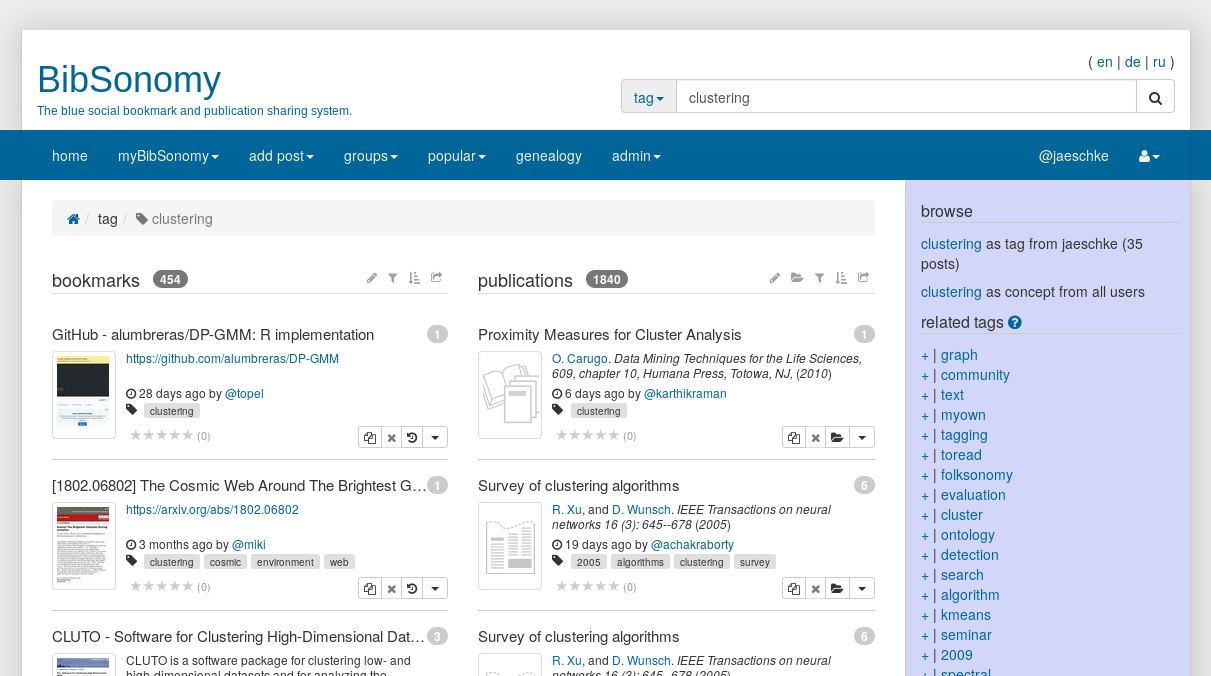 ( en | de | ru )
BibSonomy
The blue social bookmark and publication sharing system.
tag clustering
home myBibSonomy add post groups popular genealogy admin @jaeschke
/ tag / clustering
bookmarks 454
GitHub - alumbreras/DP-GMM: R implementation 1
https://github.com/alumbreras/DP-GMM
28 days ago by @topel
clustering
(0)
[1802.06802] The Cosmic Web Around The Brightest G... 1
https://arxiv.org/abs/1802.06802
3 months ago by @miki
clustering cosmic environment web
(0)
CLUTO - Software for Clustering High-Dimensional Dat... 3
CLUTO is a software package for clustering low- and
high-dimensional datasets and for analyzing the
publications 1840
Proximity Measures for Cluster Analysis 1
O. Carugo. Data Mining Techniques for the Life Sciences,
609, chapter 10, Humana Press, Totowa, NJ, (2010)
6 days ago by @karthikraman
clustering
(0)
Survey of clustering algorithms 6
R. Xu, and D. Wunsch. IEEE Transactions on neural
networks 16 (3): 645--678 (2005)
19 days ago by @achakraborty
2005 algorithms clustering survey
(0)
Survey of clustering algorithms 6
R. Xu, and D. Wunsch. IEEE Transactions on neural
networks 16 (3): 645--678 (2005)
browse
clustering as tag from jaeschke (35
posts)
clustering as concept from all users
related tags
+ | graph
+ | community
+ | text
+ | myown
+ | tagging
+ | toread
+ | folksonomy
+ | evaluation
+ | cluster
+ | ontology
+ | detection
+ | search
+ | algorithm
+ | kmeans
+ | seminar
+ | 2009
+ | spectral